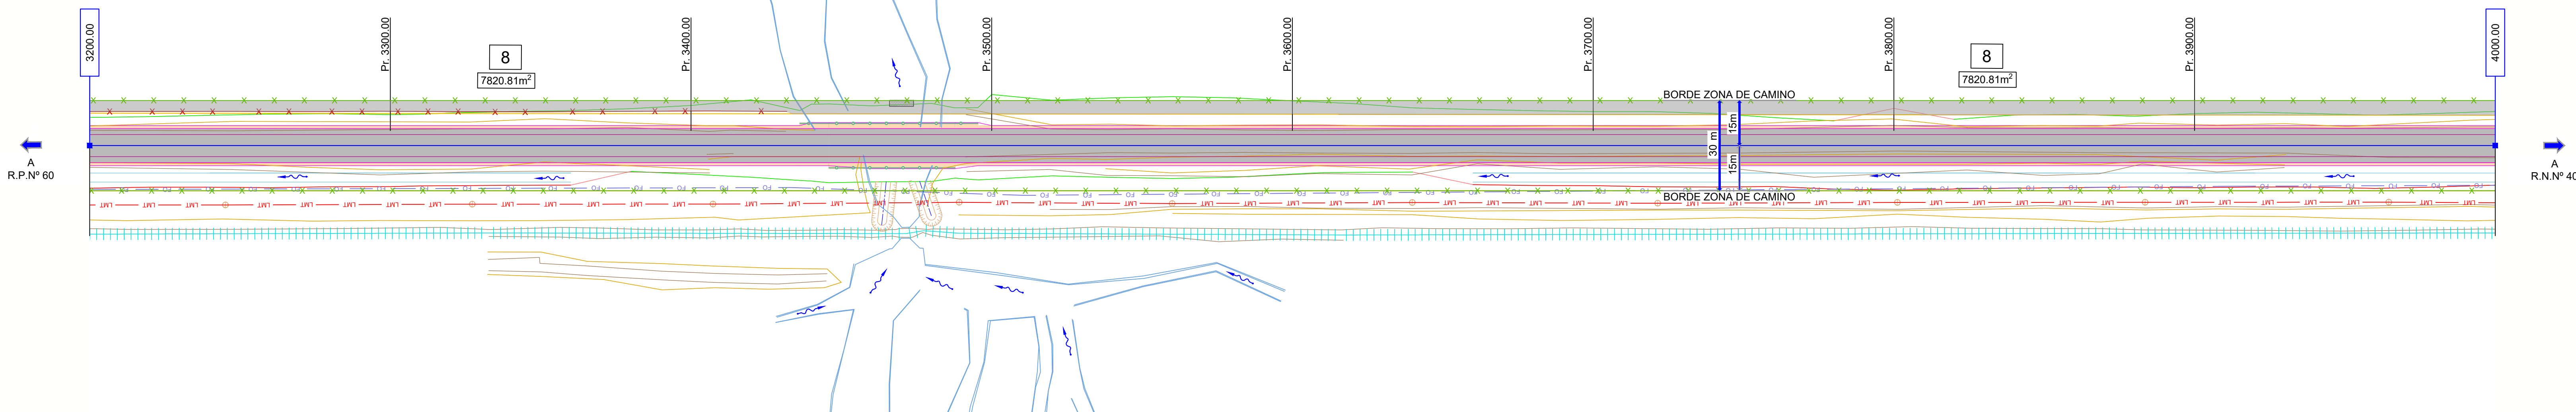 3200.00
Pr. 3300.00
Pr. 3400.00
Pr. 3500.00
Pr. 3600.00
Pr. 3700.00
Pr. 3800.00
Pr. 3900.00
4000.00
8
7820.81m²
8
7820.81m²
BORDE ZONA DE CAMINO
15m
30 m
15m
BORDE ZONA DE CAMINO
A
R.P.Nº 60
A
R.N.Nº 40
FO
LMT